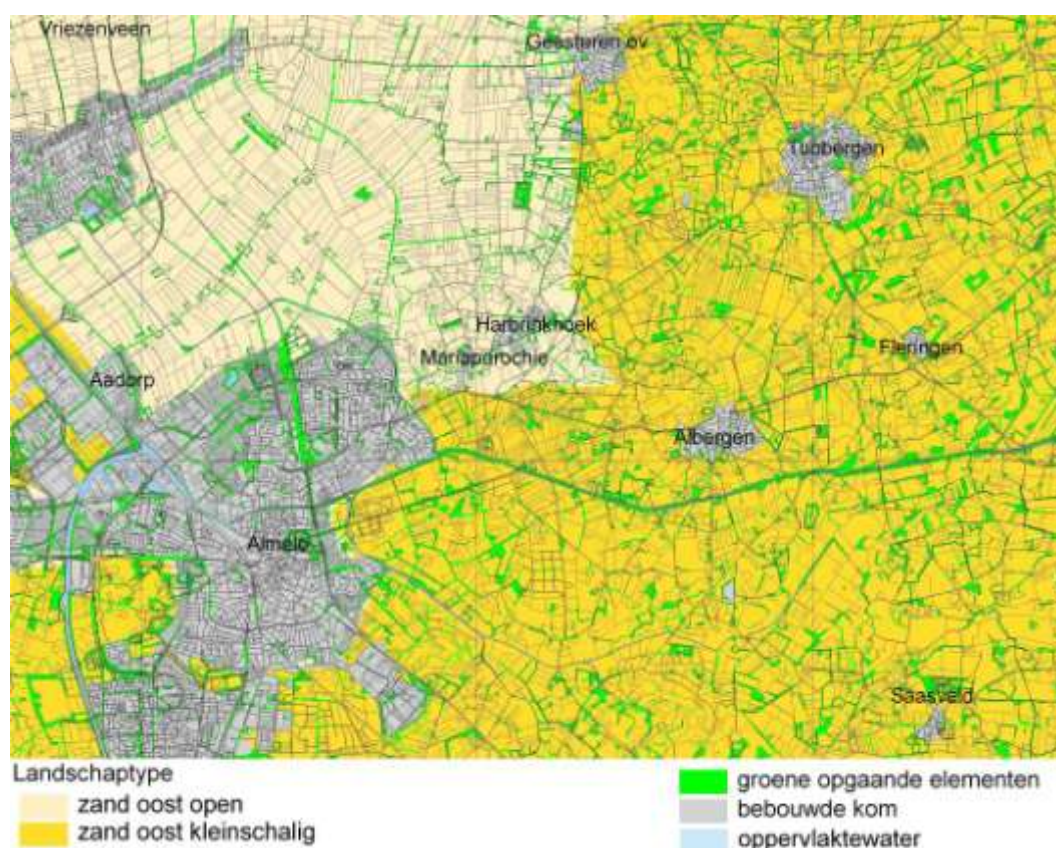 Vriezenveen
Geesteren ov
Tubbergen
Harbrinkhoek
Mariaparochie
Fleringen
Aadorp
Albergen
Almelo
Saasveld
Landschaptype
zand oost open
zand oost kleinschalig
groene opgaande elementen
bebouwde kom
oppervlaktewater